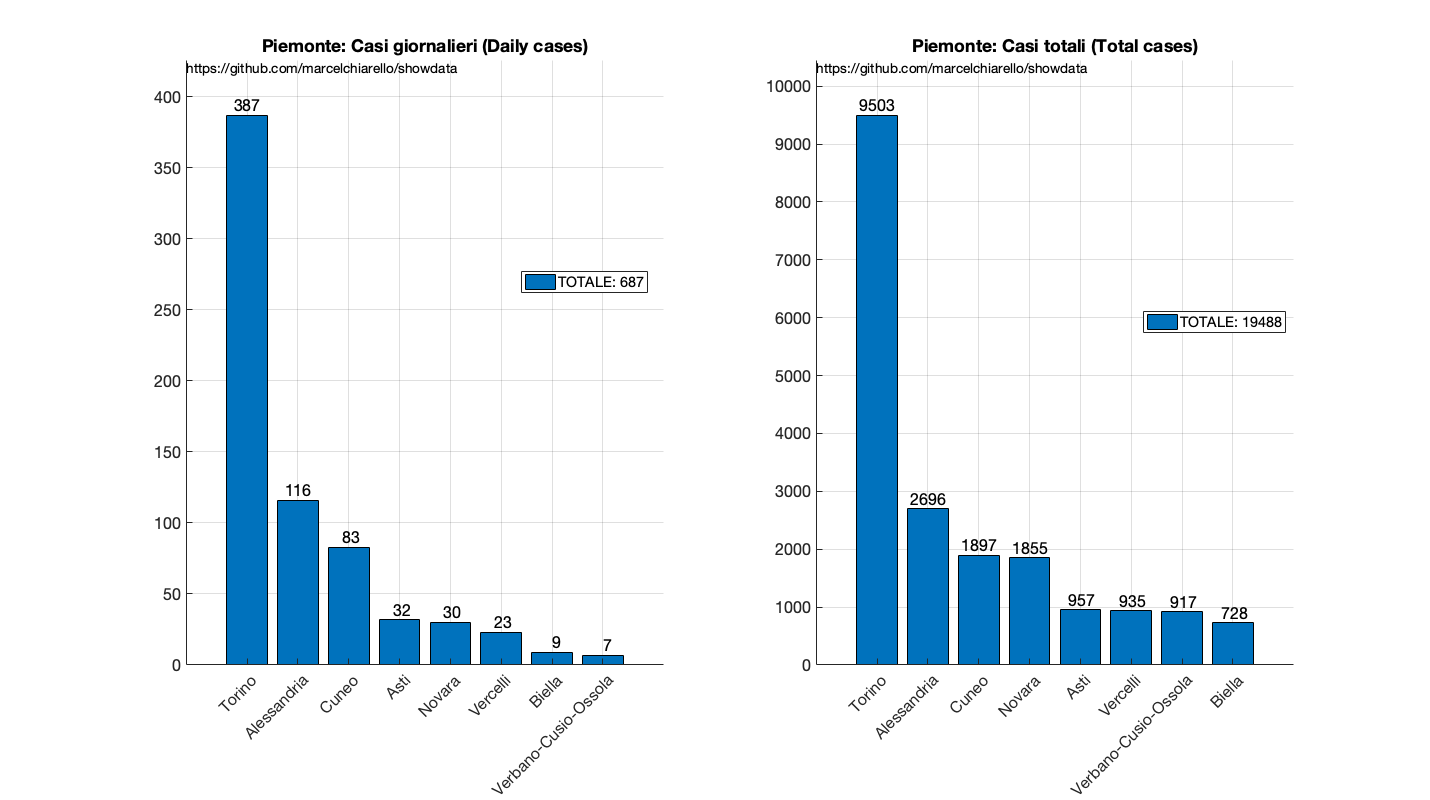 Piemonte: Casi giornalieri (Daily cases)
https://github.com/marcelchiarello/showdata
400
350
300
250
200
150
100
50
0
387
116
83
32
30
23
9
7
TOTALE: 687
Torino
Alessandria
Cuneo
Asti
Novara
Vercelli
Biella
Verbano-Cusio-Ossola
Piemonte: Casi totali (Total cases)
https://github.com/marcelchiarello/showdata
10000
9000
8000
7000
6000
5000
4000
3000
2000
1000
0
9503
2696
1897
1855
957
935
917
728
TOTALE: 19488
Torino
Alessandria
Cuneo
Novara
Asti
Vercelli
Verbano-Cusio-Ossola
Biella